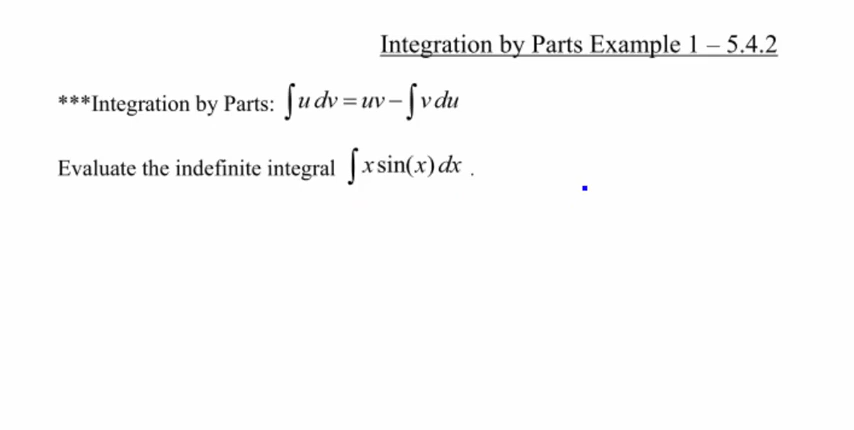 Integration by Parts Example 1 – 5.4.2
***Integration by Parts: ∫u dv = uv − ∫v du
Evaluate the indefinite integral ∫x sin(x) dx .